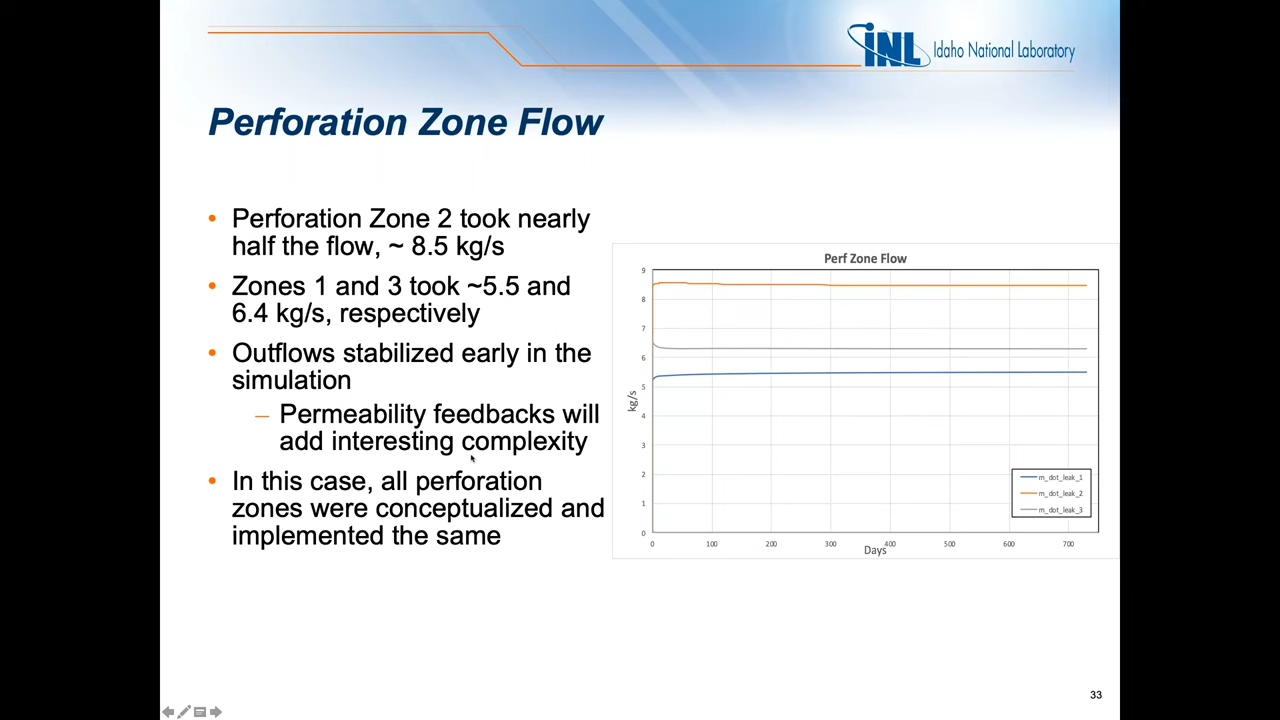 INL Idaho National Laboratory
Perforation Zone Flow
• Perforation Zone 2 took nearly
half the flow, ~ 8.5 kg/s
• Zones 1 and 3 took ~5.5 and
6.4 kg/s, respectively
• Outflows stabilized early in the
simulation
– Permeability feedbacks will
add interesting complexity
• In this case, all perforation
zones were conceptualized and
implemented the same
Perf Zone Flow
9
8
7
6
5
4
3
2
1
0
kg/s
m_dot_leak_1
m_dot_leak_2
m_dot_leak_3
0 100 200 300 400 500 600 700
Days
33